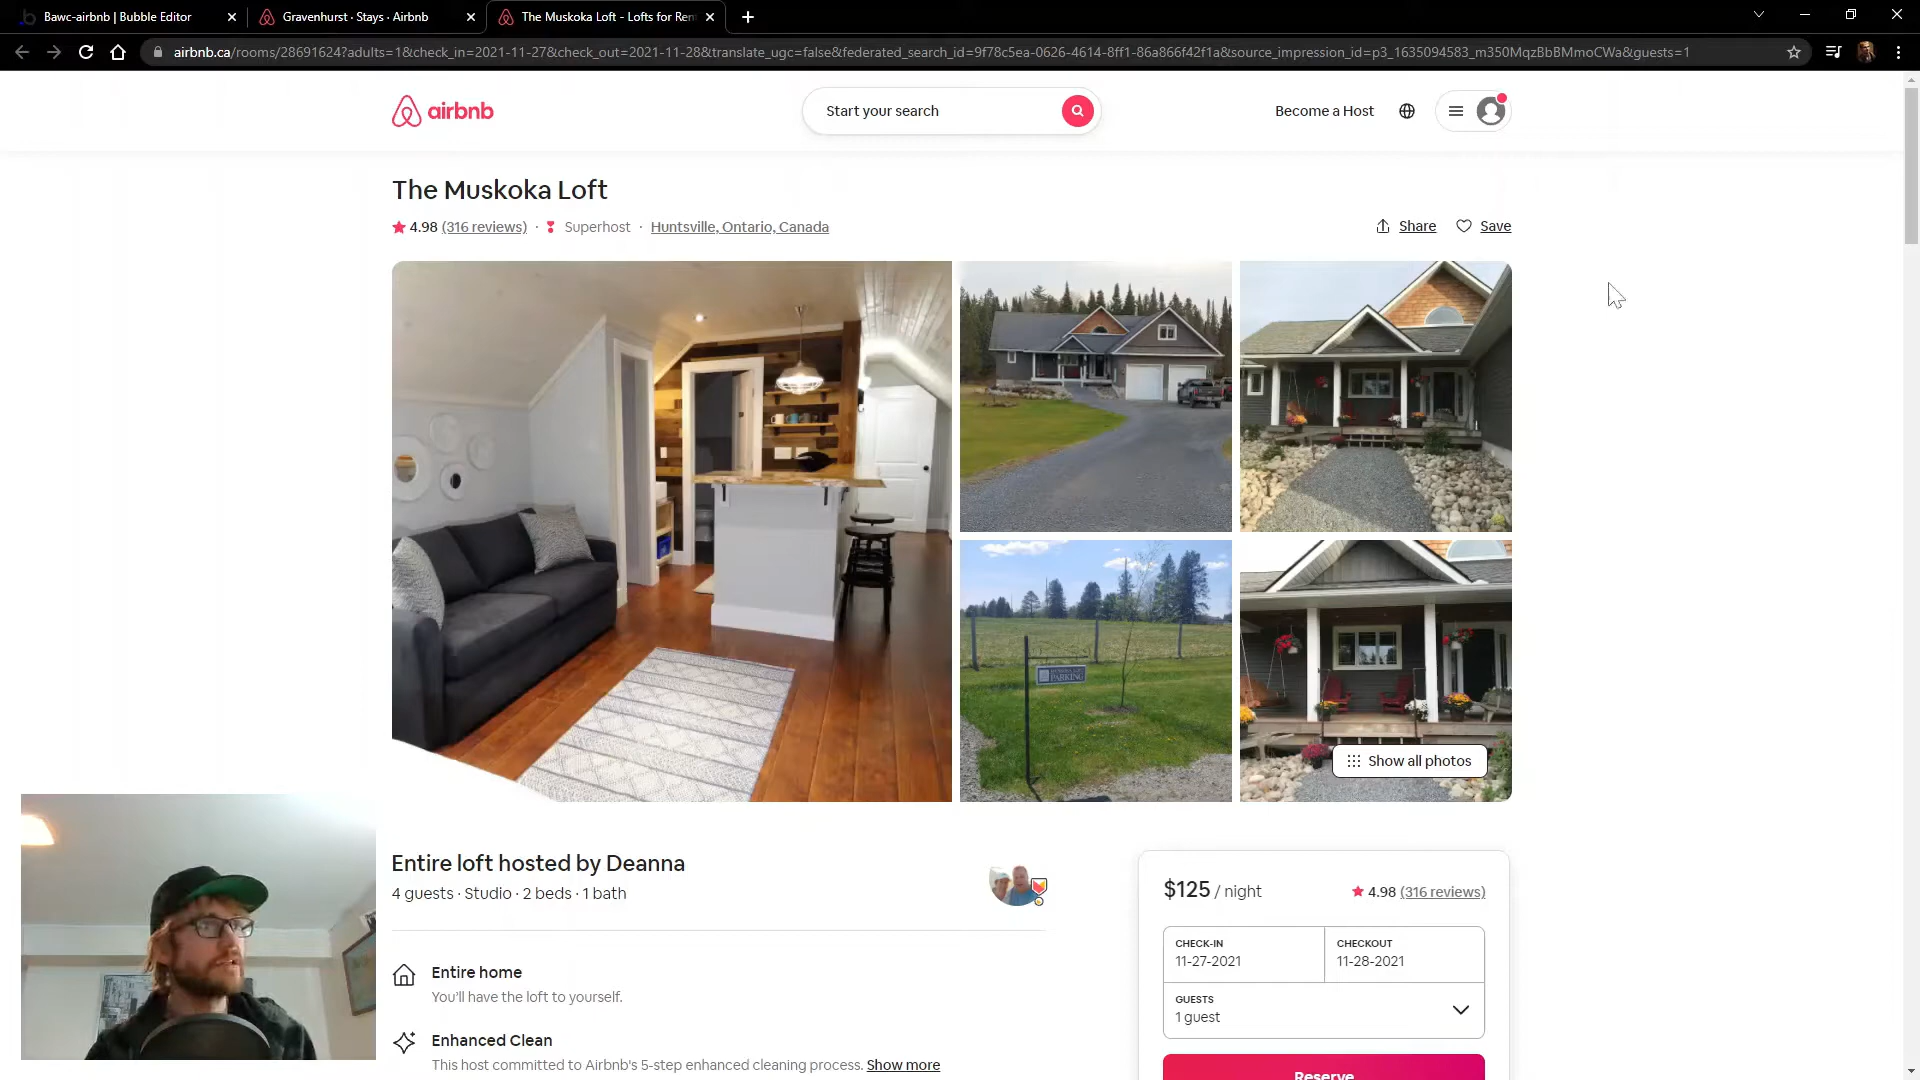 Bawc-airbnb | Bubble Editor
Gravenhurst · Stays · Airbnb
The Muskoka Loft - Lofts for Ren
airbnb.ca/rooms/28691624?adults=1&check_in=2021-11-27&check_out=2021-11-28&translate_ugc=false&federated_search_id=9f78c5ea-0626-4614-8ff1-86a866f42f1a&source_impression_id=p3_1635094583_m350MqzBbBMmoCWa&guests=1
airbnb
Start your search
Become a Host
The Muskoka Loft
4.98 (316 reviews) · Superhost · Huntsville, Ontario, Canada
Share
Save
PARKING
Show all photos
Entire loft hosted by Deanna
4 guests · Studio · 2 beds · 1 bath
Entire home
You'll have the loft to yourself.
Enhanced Clean
This host committed to Airbnb's 5-step enhanced cleaning process. Show more
$125 / night
4.98 (316 reviews)
CHECK-IN
11-27-2021
CHECKOUT
11-28-2021
GUESTS
1 guest
Reserve